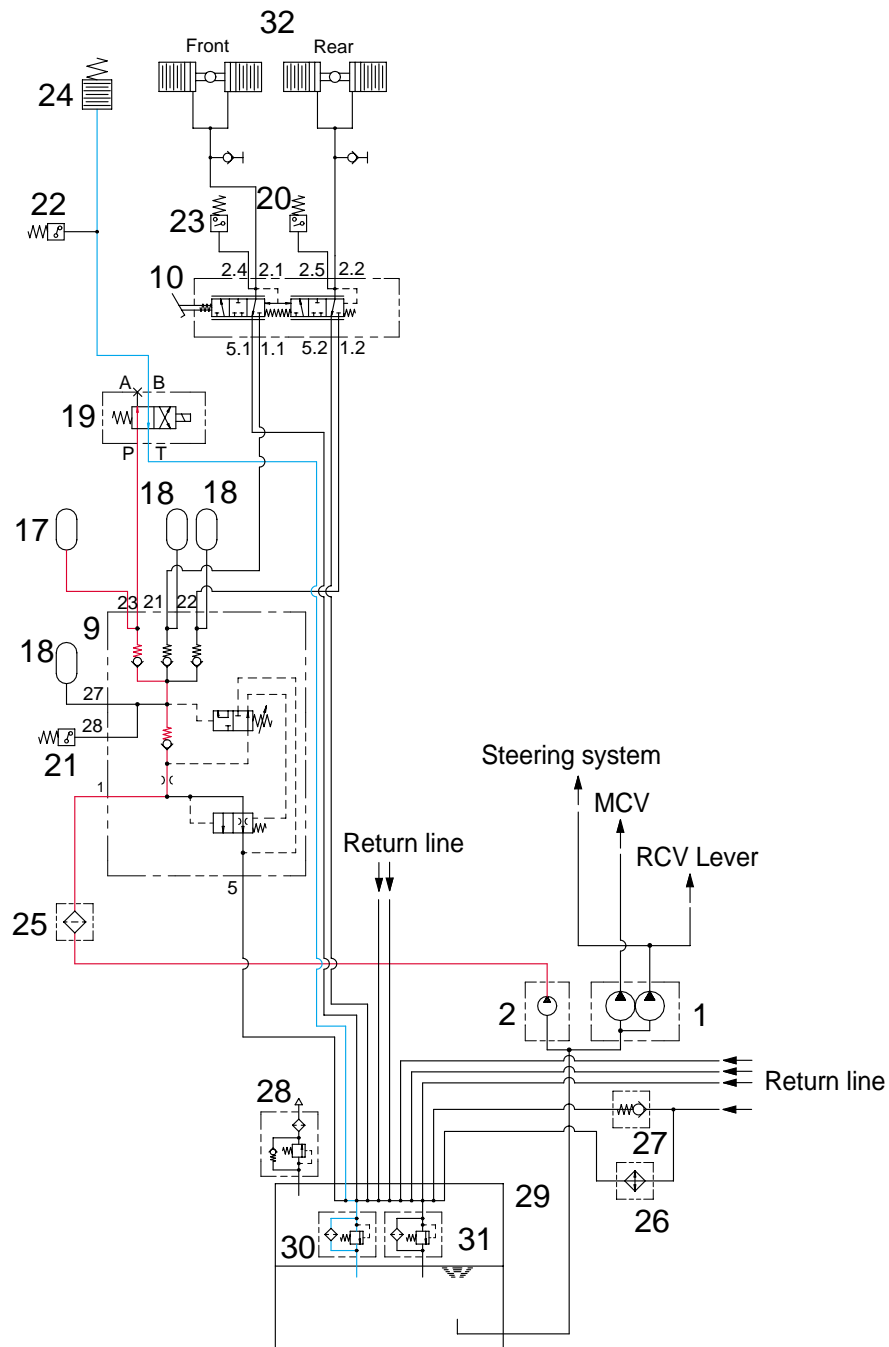 32
Front Rear
24
22
23
20
2.4 2.1 2.5 2.2
10
5.1 1.1 5.2 1.2
A B
19
P T
18 18
17
23 21 22
9
18
27
28
21
Steering system
1
MCV
Return line
RCV Lever
5
25
2
1
28
Return line
27
29
26
30
31